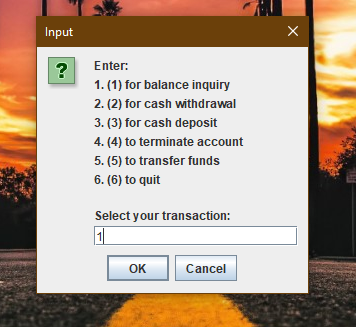 Input
Enter:
1. (1) for balance inquiry
2. (2) for cash withdrawal
3. (3) for cash deposit
4. (4) to terminate account
5. (5) to transfer funds
6. (6) to quit
Select your transaction:
1
OK Cancel